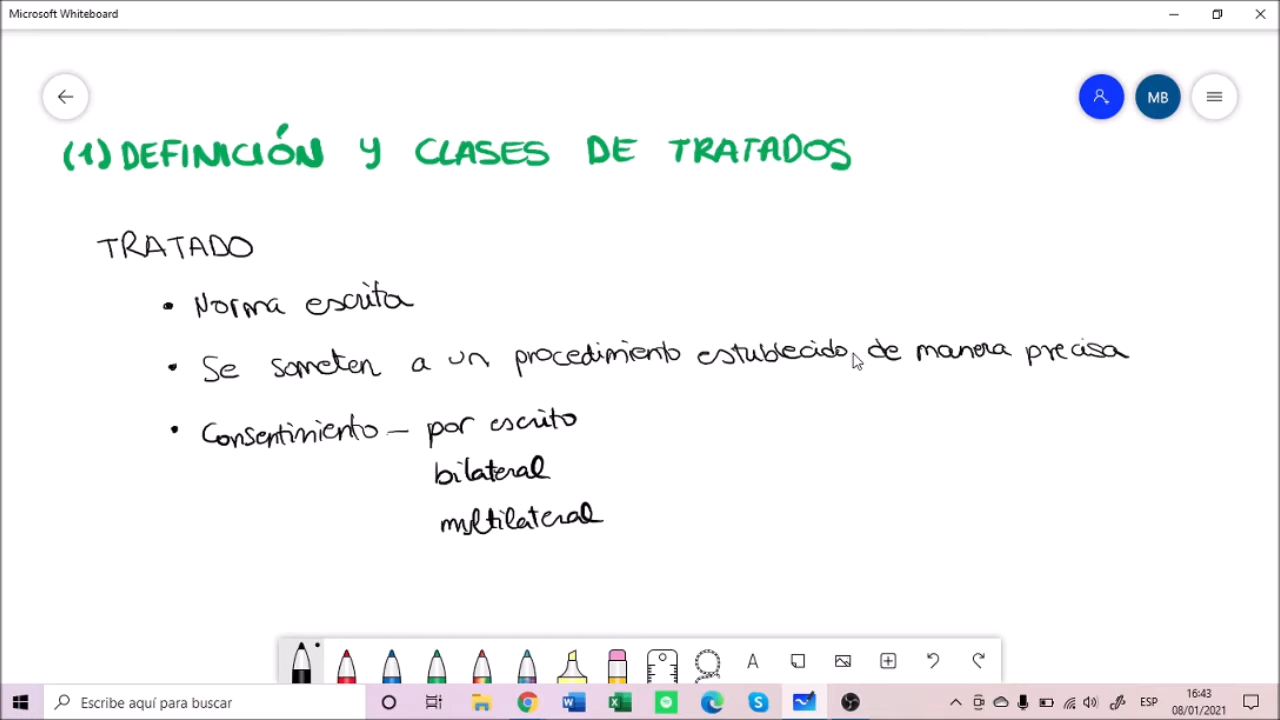 Microsoft Whiteboard
MB
(1) DEFINICIÓN Y CLASES DE TRATADOS
TRATADO
• Norma escrita
• Se someten a un procedimiento establecido, de manera precisa
• Consentimiento – por escrito
bilateral
multilateral
A
Escribe aquí para buscar
ESP
16:43
08/01/2021